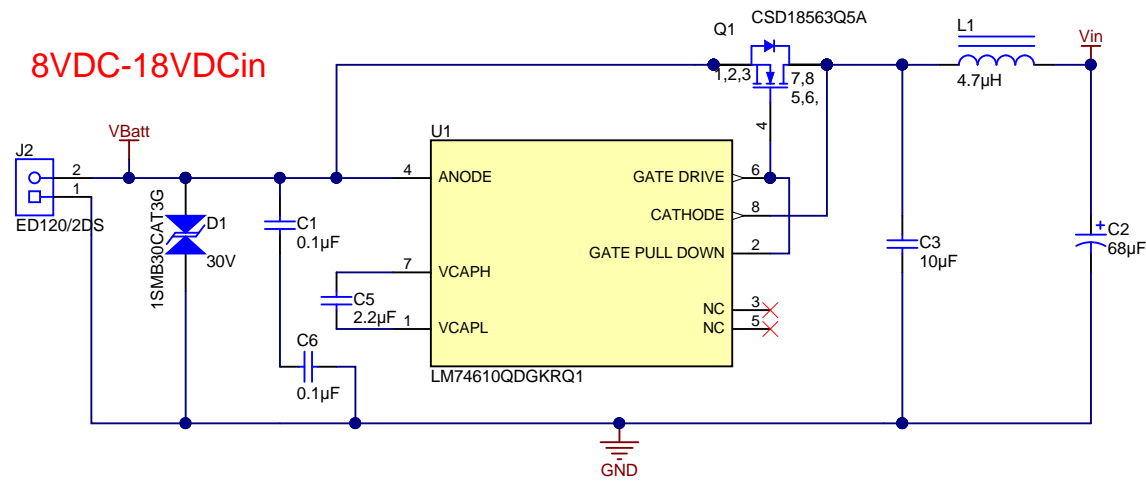 CSD18563Q5A
Q1
L1
Vin
8VDC-18VDCin
1,2,3
7,8
5,6,
4.7µH
4
VBatt
U1
J2
2
1
ED120/2DS
4
ANODE
GATE DRIVE
6
CATHODE
8
GATE PULL DOWN
2
1SMB30CAT3G
D1
30V
C1
0.1µF
C3
10µF
C2
68µF
+
7
VCAPH
C5
2.2µF
1
VCAPL
NC
3
NC
5
C6
0.1µF
LM74610QDGKRQ1
GND